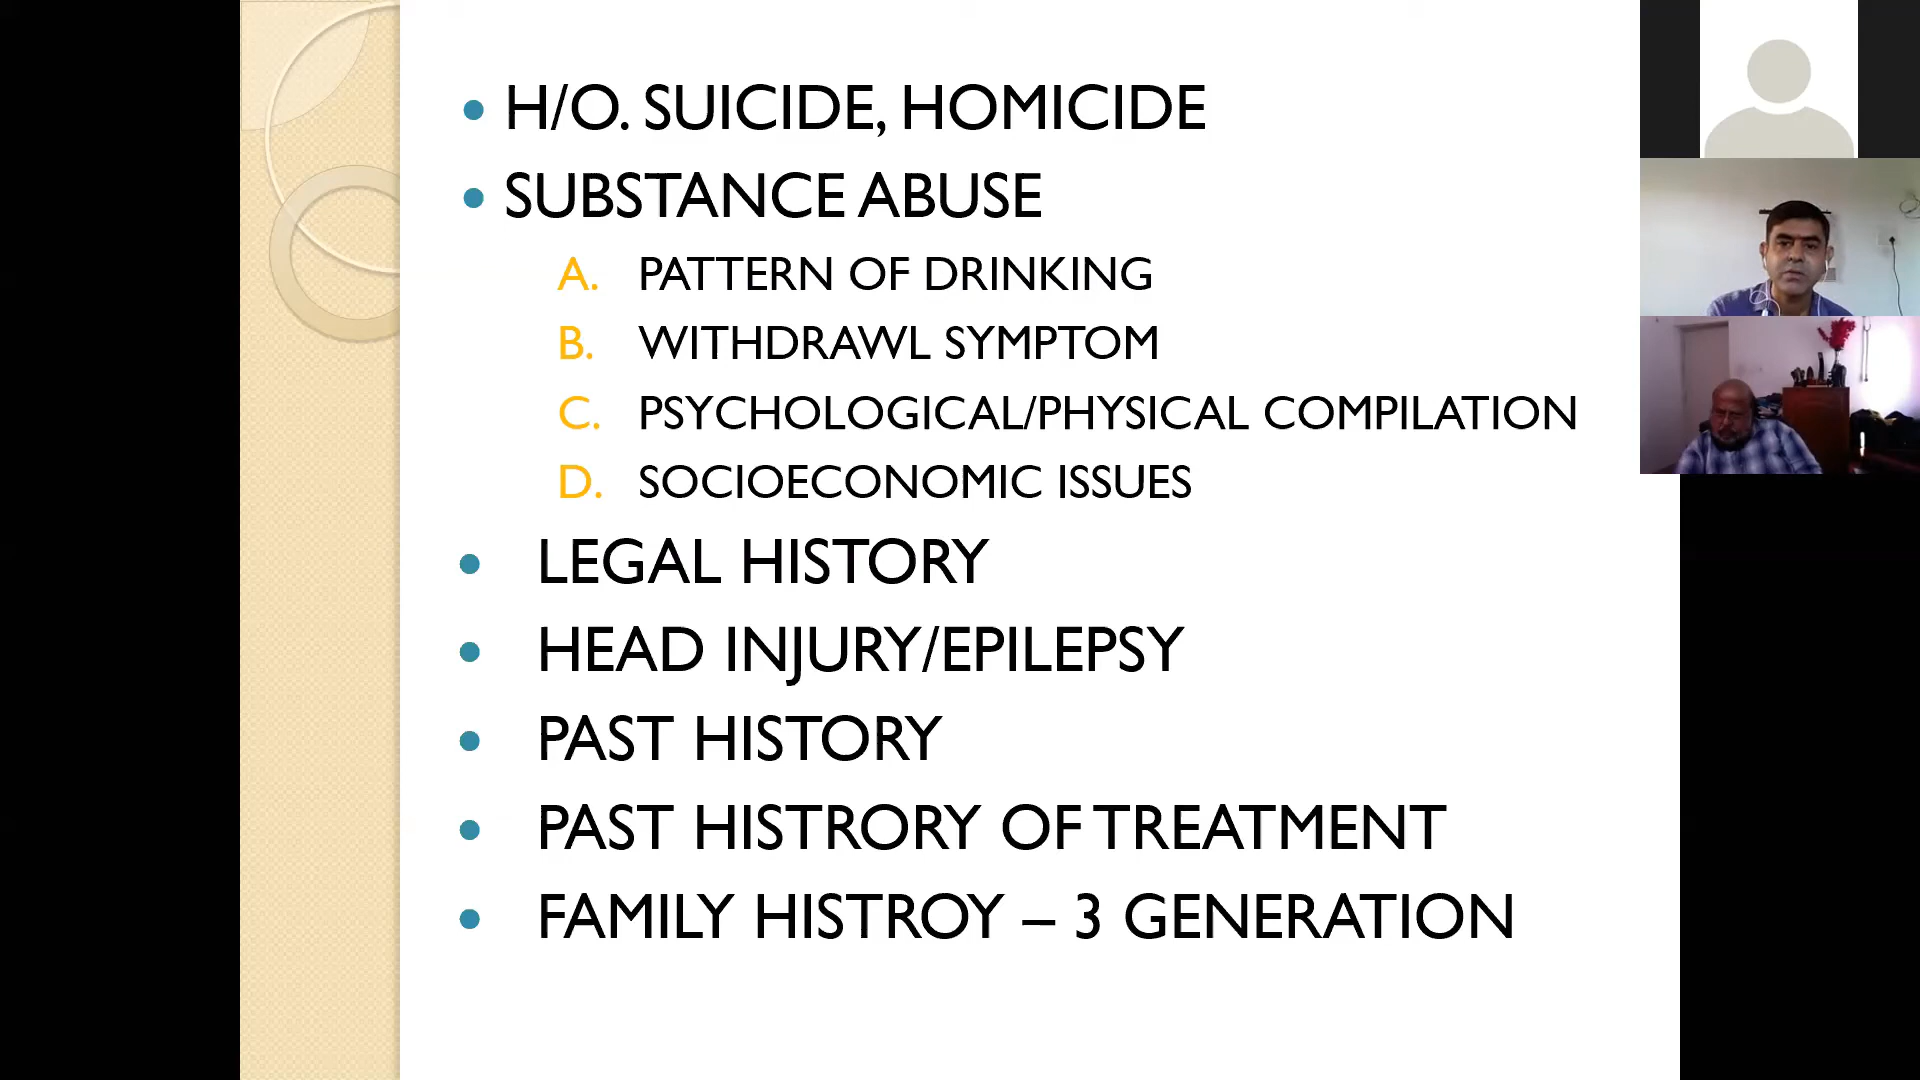 • H/O. SUICIDE, HOMICIDE
• SUBSTANCE ABUSE
A. PATTERN OF DRINKING
B. WITHDRAWL SYMPTOM
C. PSYCHOLOGICAL/PHYSICAL COMPILATION
D. SOCIOECONOMIC ISSUES
• LEGAL HISTORY
• HEAD INJURY/EPILEPSY
• PAST HISTORY
• PAST HISTRORY OF TREATMENT
• FAMILY HISTROY – 3 GENERATION